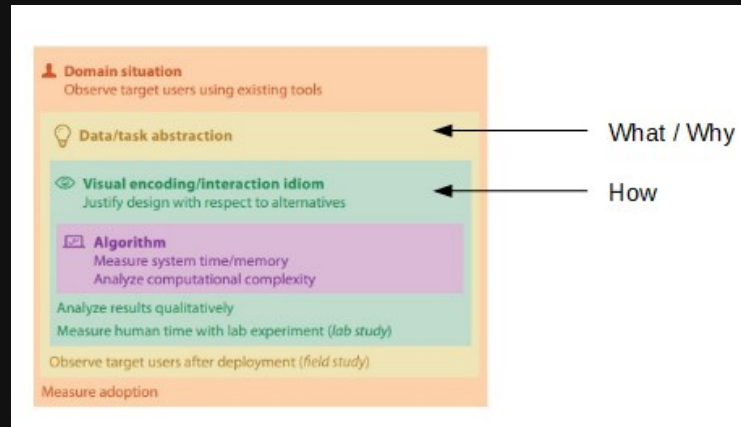 Domain situation
Observe target users using existing tools
Data/task abstraction
What / Why
Visual encoding/interaction idiom
Justify design with respect to alternatives
How
Algorithm
Measure system time/memory
Analyze computational complexity
Analyze results qualitatively
Measure human time with lab experiment (lab study)
Observe target users after deployment (field study)
Measure adoption